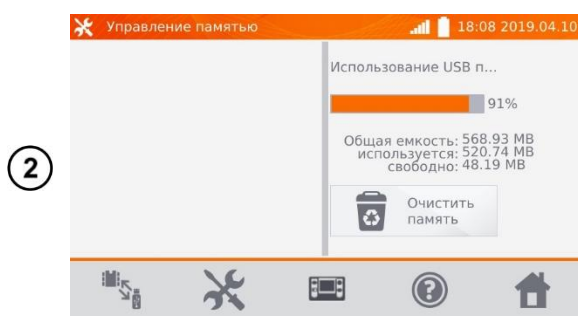 Управление памятью
18:08 2019.04.10
Использование USB п...
91%
Общая емкость: 568.93 MB
используется: 520.74 MB
свободно: 48.19 MB
Очистить
память
2
?